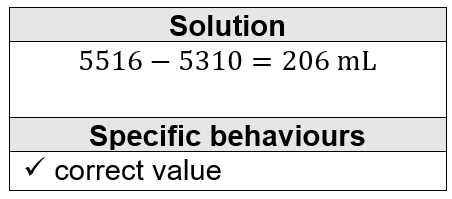 Solution
5516 − 5310 = 206 mL
Specific behaviours
✓ correct value